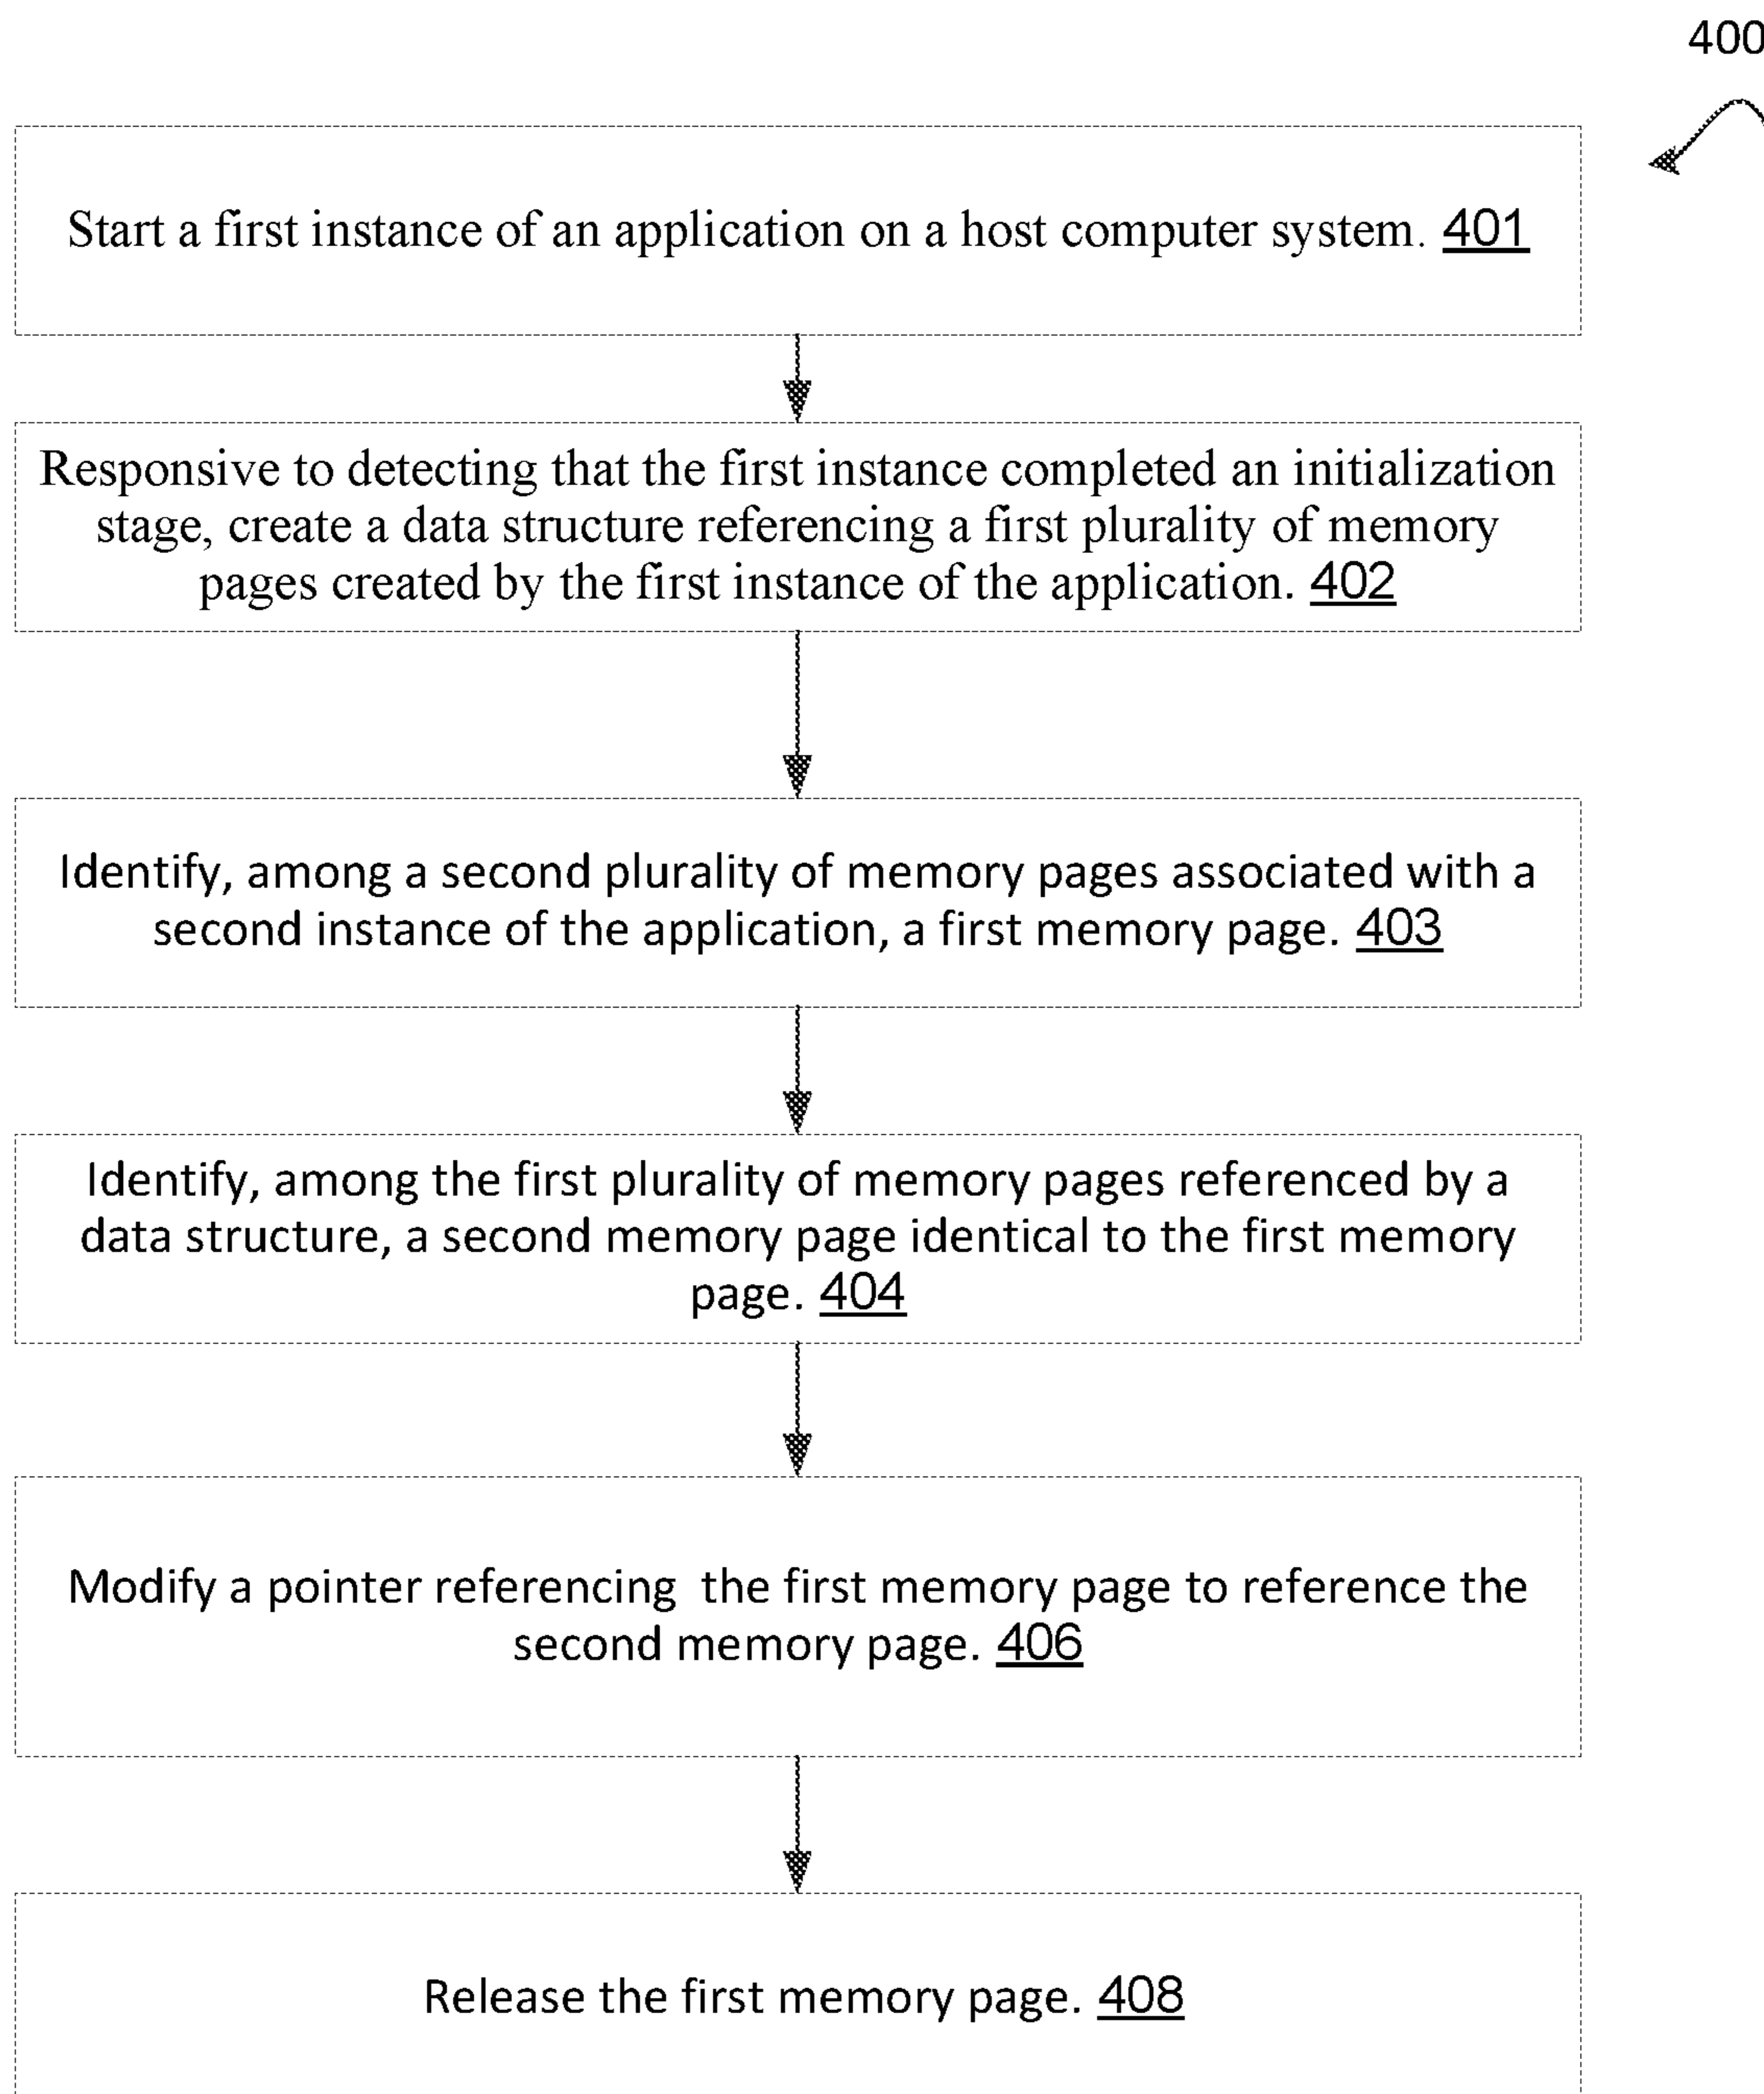 400
Start a first instance of an application on a host computer system. 401
Responsive to detecting that the first instance completed an initialization
stage, create a data structure referencing a first plurality of memory
pages created by the first instance of the application. 402
Identify, among a second plurality of memory pages associated with a
second instance of the application, a first memory page. 403
Identify, among the first plurality of memory pages referenced by a
data structure, a second memory page identical to the first memory
page. 404
Modify a pointer referencing  the first memory page to reference the
second memory page. 406
Release the first memory page. 408